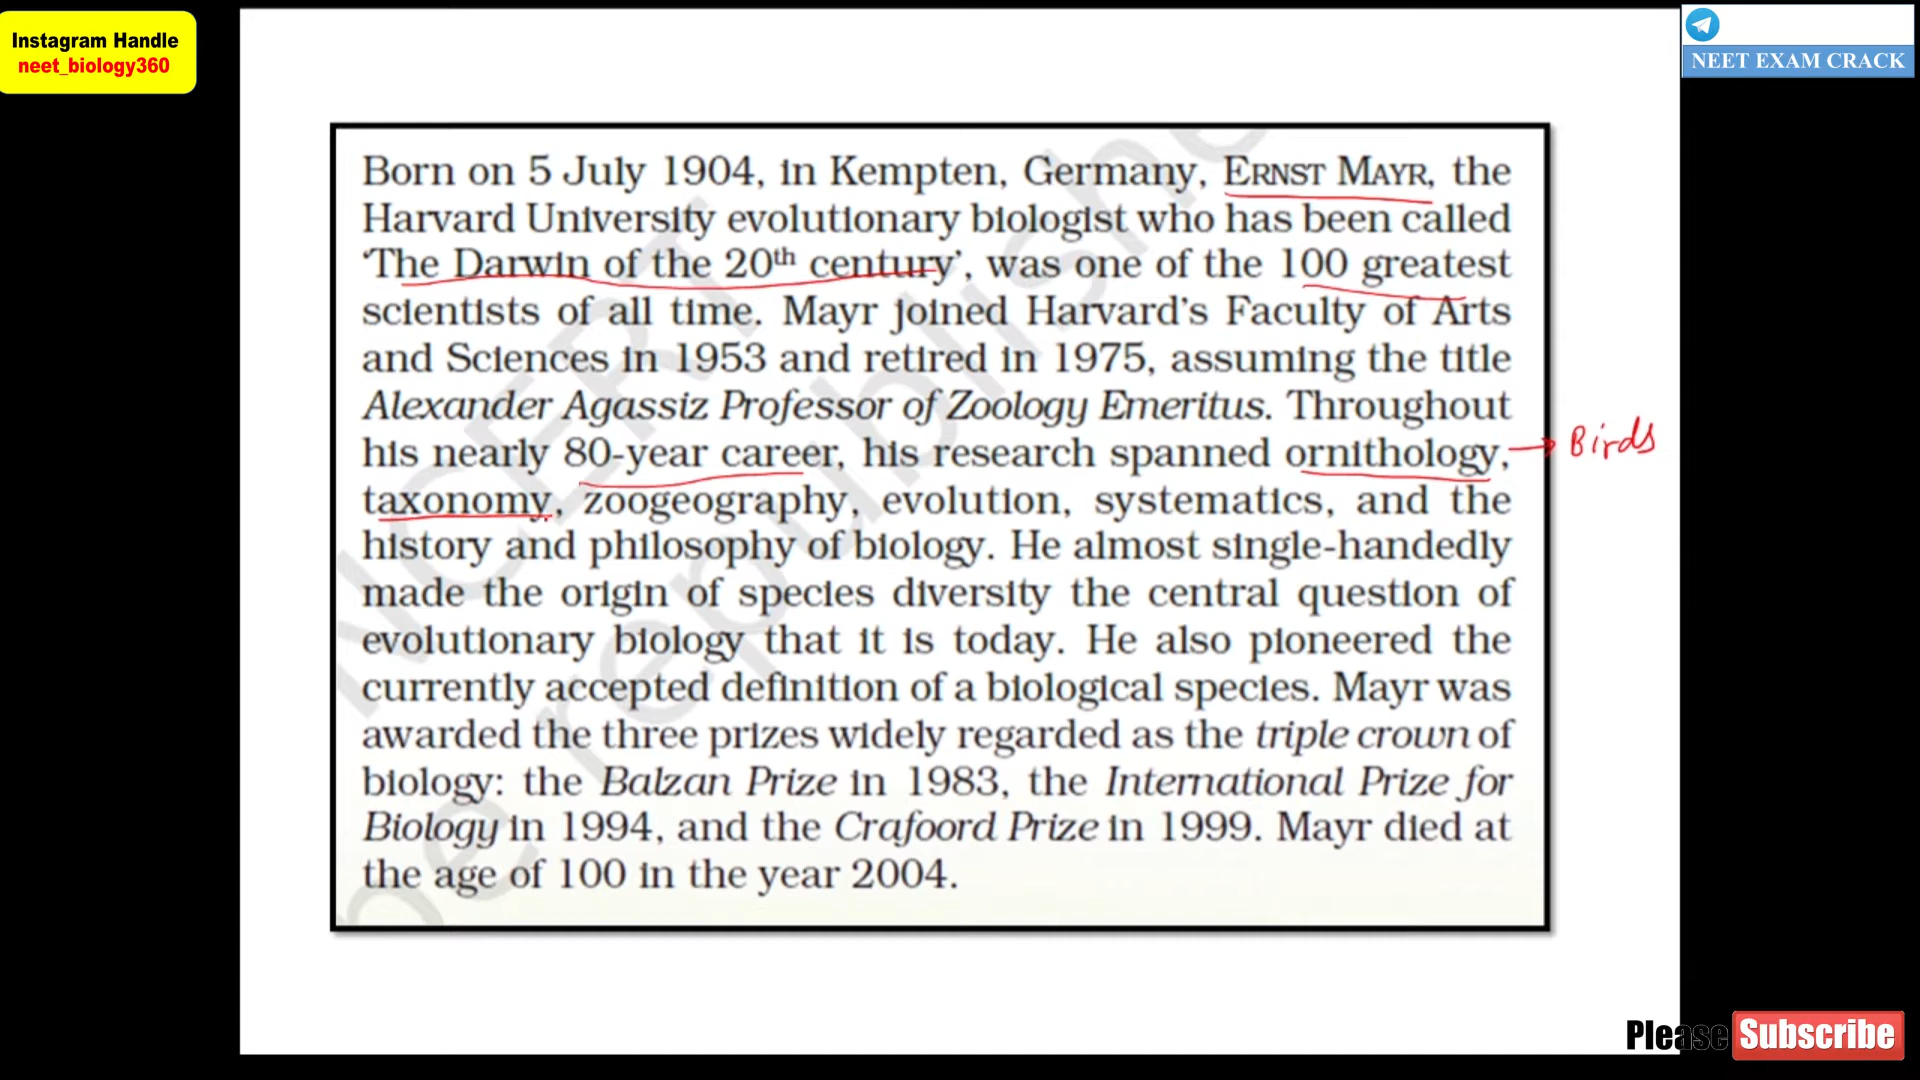 Instagram Handle
neet_biology360
NEET EXAM CRACK
Born on 5 July 1904, in Kempten, Germany, ERNST MAYR, the
Harvard University evolutionary biologist who has been called
‘The Darwin of the 20th century’, was one of the 100 greatest
scientists of all time. Mayr joined Harvard’s Faculty of Arts
and Sciences in 1953 and retired in 1975, assuming the title
Alexander Agassiz Professor of Zoology Emeritus. Throughout
his nearly 80-year career, his research spanned ornithology,
Birds
taxonomy, zoogeography, evolution, systematics, and the
history and philosophy of biology. He almost single-handedly
made the origin of species diversity the central question of
evolutionary biology that it is today. He also pioneered the
currently accepted definition of a biological species. Mayr was
awarded the three prizes widely regarded as the triple crown of
biology: the Balzan Prize in 1983, the International Prize for
Biology in 1994, and the Crafoord Prize in 1999. Mayr died at
the age of 100 in the year 2004.
NCERT
be republishe
Please Subscribe